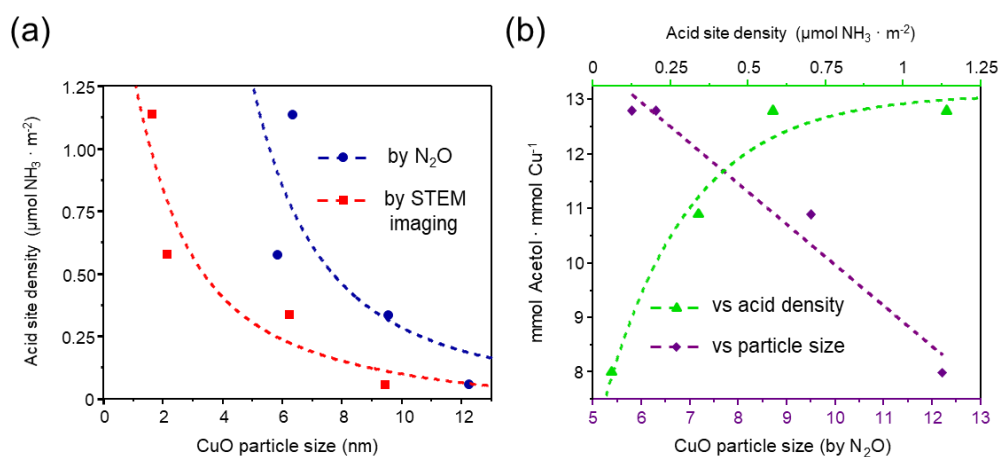 (a)
Acid site density (µmol NH₃ · m⁻²)
1.25
1.00
0.75
0.50
0.25
0
0
2
4
6
8
10
12
CuO particle size (nm)
by N₂O
by STEM
imaging
(b)
Acid site density (µmol NH₃ · m⁻²)
0
0.25
0.5
0.75
1
1.25
mmol Acetol · mmol Cu⁻¹
13
12
11
10
9
8
vs acid density
vs particle size
5
6
7
8
9
10
11
12
13
CuO particle size (by N₂O)